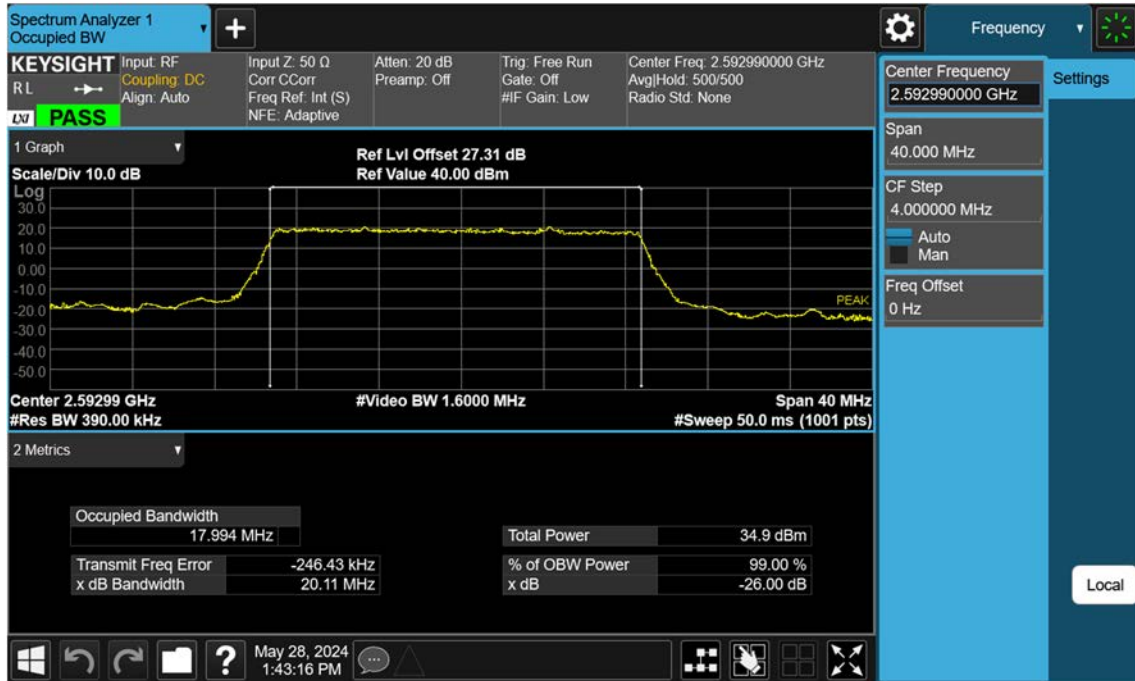 Spectrum Analyzer 1
Occupied BW
+
Frequency
KEYSIGHT
R L
LXI
PASS
Input: RF
Coupling: DC
Align: Auto
Input Z: 50 Ω
Corr CCorr
Freq Ref: Int (S)
NFE: Adaptive
Atten: 20 dB
Preamp: Off
Trig: Free Run
Gate: Off
#IF Gain: Low
Center Freq: 2.592990000 GHz
Avg|Hold: 500/500
Radio Std: None
Center Frequency
2.592990000 GHz
Settings
Span
40.000 MHz
CF Step
4.000000 MHz
Auto
Man
Freq Offset
0 Hz
Local
1 Graph
Scale/Div 10.0 dB
Ref Lvl Offset 27.31 dB
Ref Value 40.00 dBm
Log
30.0
20.0
10.0
0.00
-10.0
-20.0
-30.0
-40.0
-50.0
PEAK
Center 2.59299 GHz
#Video BW 1.6000 MHz
Span 40 MHz
#Res BW 390.00 kHz
#Sweep 50.0 ms (1001 pts)
2 Metrics
Occupied Bandwidth
17.994 MHz
Total Power 34.9 dBm
Transmit Freq Error -246.43 kHz
% of OBW Power 99.00 %
x dB Bandwidth 20.11 MHz
x dB -26.00 dB
?
May 28, 2024
1:43:16 PM